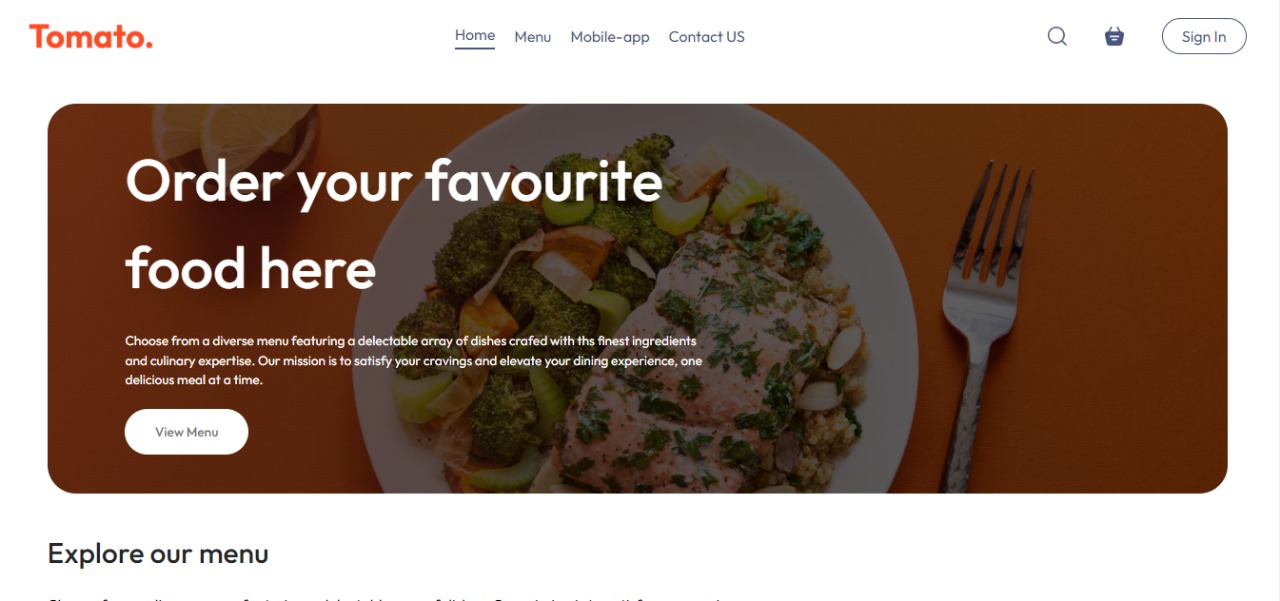 Tomato.
Home Menu Mobile-app Contact US
Sign In
Order your favourite
food here
Choose from a diverse menu featuring a delectable array of dishes crafed with ths finest ingredients
and culinary expertise. Our mission is to satisfy your cravings and elevate your dining experience, one
delicious meal at a time.
View Menu
Explore our menu